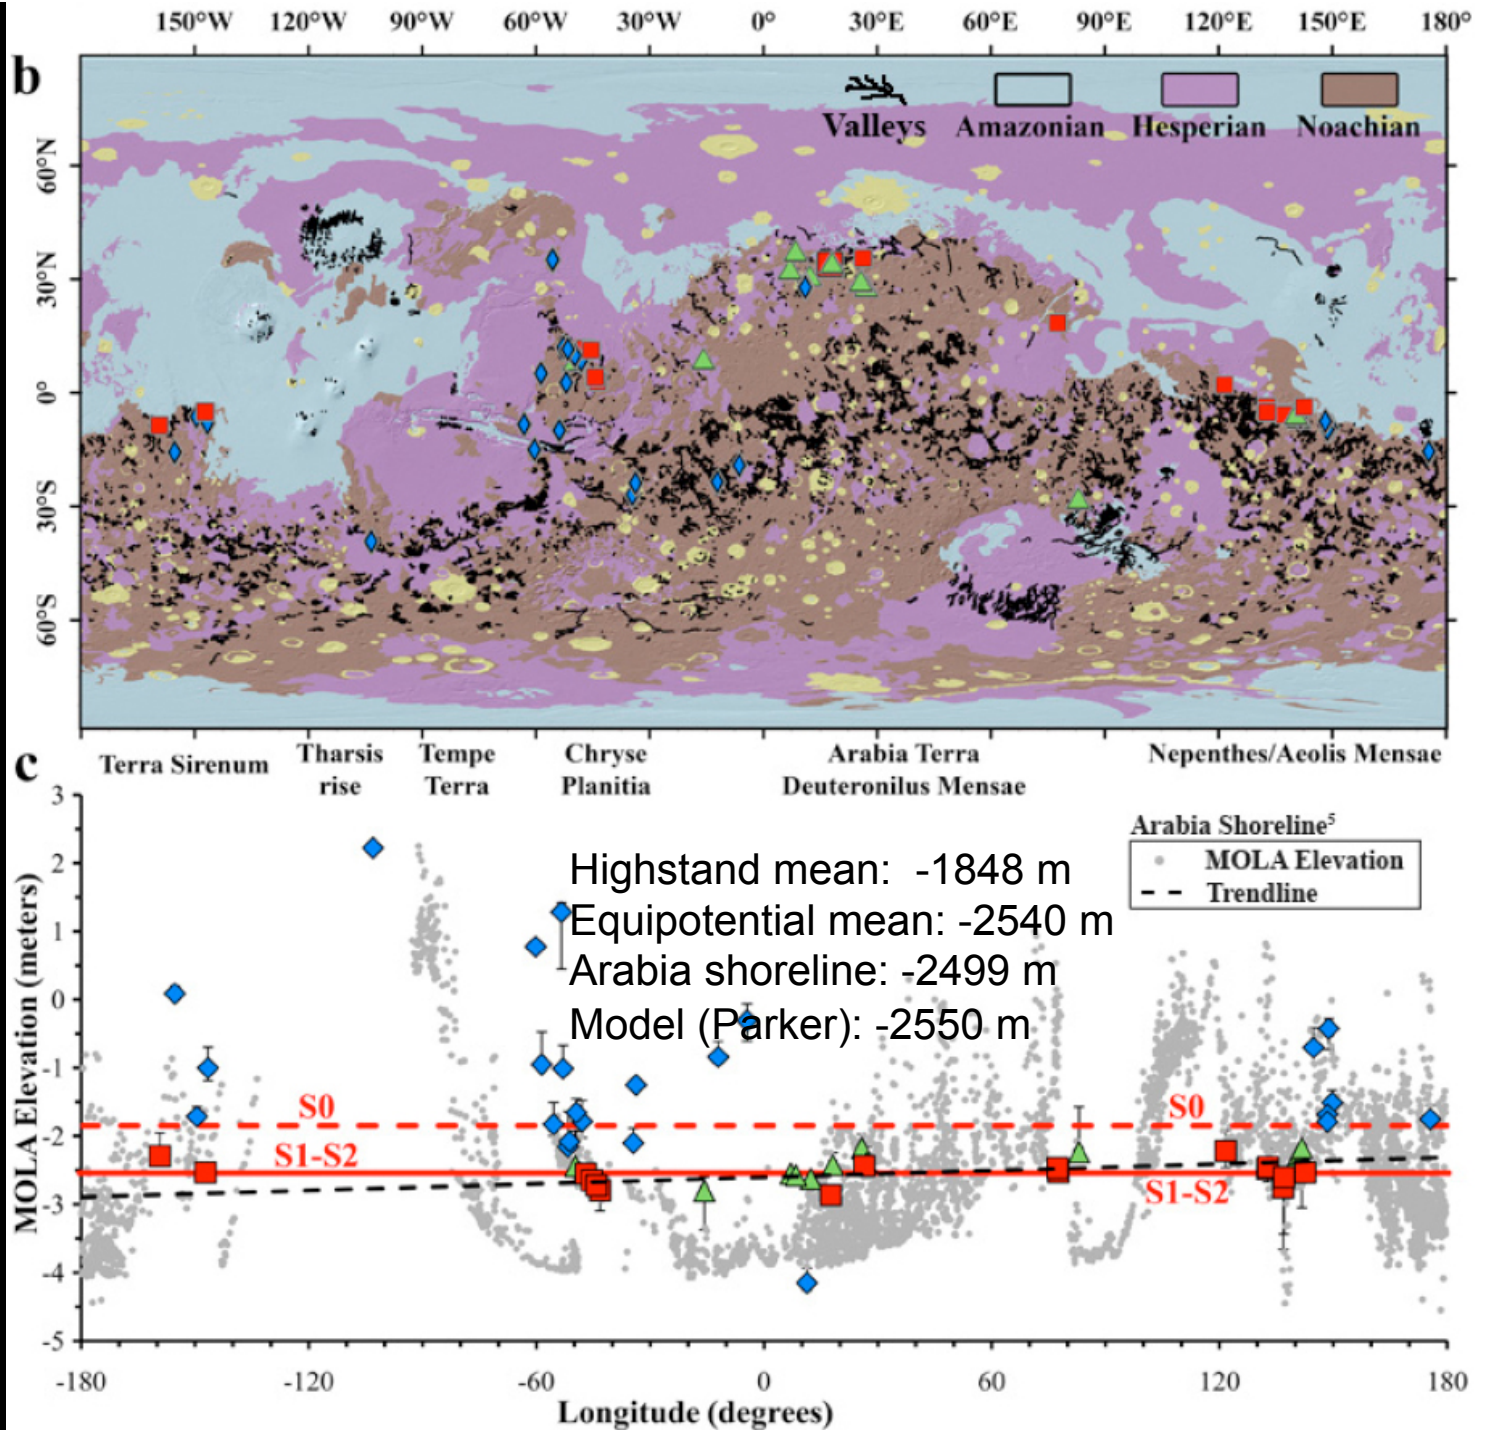 150°W 120°W 90°W 60°W 30°W 0° 30°E 60°E 90°E 120°E 150°E 180°
b
Valleys Amazonian Hesperian Noachian
60°N
30°N
0°
30°S
60°S
Terra Sirenum
Tharsis
rise
Tempe
Terra
Chryse
Planitia
Arabia Terra
Deuteronilus Mensae
Nepenthes/Aeolis Mensae
c
MOLA Elevation (meters)
3
2
1
0
-1
-2
-3
-4
-5
Highstand mean: -1848 m
Equipotential mean: -2540 m
Arabia shoreline: -2499 m
Model (Parker): -2550 m
Arabia Shoreline⁵
MOLA Elevation
Trendline
S0
S0
S1-S2
S1-S2
-180 -120 -60 0 60 120 180
Longitude (degrees)